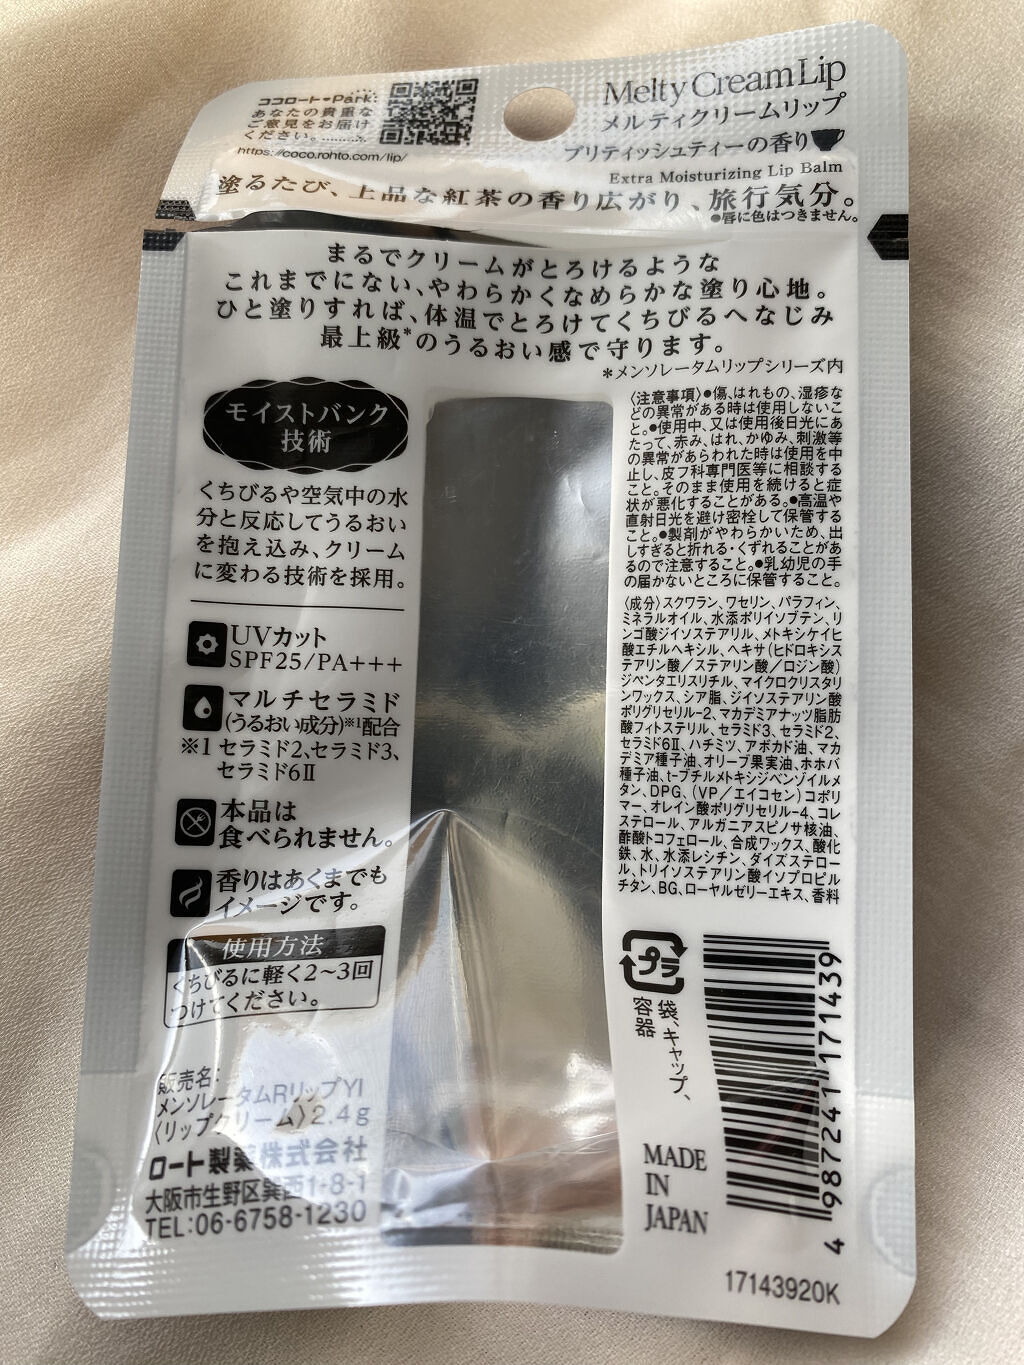 ココロート♥Park
あなたの貴重な
ご意見をお届け
ください。
https://coco.rohto.com/lip/
Melty Cream Lip
メルティクリームリップ
ブリティッシュティーの香り
Extra Moisturizing Lip Balm
塗るたび、上品な紅茶の香り広がり、旅行気分。
●唇に色はつきません。
まるでクリームがとろけるような
これまでにない、やわらかくなめらかな塗り心地。
ひと塗りすれば、体温でとろけてくちびるへなじみ
最上級*のうるおい感で守ります。
*メンソレータムリップシリーズ内
モイストバンク
技術
くちびるや空気中の水
分と反応してうるおい
を抱え込み、クリーム
に変わる技術を採用。
UVカット
SPF25/PA+++
マルチセラミド
(うるおい成分)※1配合
※1 セラミド2、セラミド3、
セラミド6Ⅱ
本品は
食べられません。
香りはあくまでも
イメージです。
使用方法
くちびるに軽く2〜3回
つけてください。
販売名:
メンソレータムRリップYI
〈リップクリーム〉2.4g
ロート製薬株式会社
大阪市生野区巽西1-8-1
TEL:06-6758-1230
〈注意事項〉●傷、はれもの、湿疹な
どの異常がある時は使用しないこ
と。●使用中、又は使用後日光にあ
たって、赤み、はれ、かゆみ、刺激等
の異常があらわれた時は使用を中
止し、皮フ科専門医等に相談する
こと。そのまま使用を続けると症
状が悪化することがある。●高温や
直射日光を避け密栓して保管する
こと。●製剤がやわらかいため、出
しすぎると折れる・くずれることがあ
るので注意すること。●乳幼児の手
の届かないところに保管すること。
〈成分〉スクワラン、ワセリン、パラフィン、
ミネラルオイル、水添ポリイソブテン、リ
ンゴ酸ジイソステアリル、メトキシケイヒ
酸エチルヘキシル、ヘキサ(ヒドロキシス
テアリン酸/ステアリン酸/ロジン酸)
ジペンタエリスリチル、マイクロクリスタリ
ンワックス、シア脂、ジイソステアリン酸
ポリグリセリル-2、マカデミアナッツ脂肪
酸フィトステリル、セラミド3、セラミド2、
セラミド6Ⅱ、ハチミツ、アボカド油、マカ
デミア種子油、オリーブ果実油、ホホバ
種子油、t-ブチルメトキシジベンゾイルメ
タン、DPG、(VP/エイコセン)コポリ
マー、オレイン酸ポリグリセリル-4、コレ
ステロール、アルガニアスピノサ核油、
酢酸トコフェロール、合成ワックス、酸化
鉄、水、水添レシチン、ダイズステロー
ル、トリイソステアリン酸イソプロピル
チタン、BG、ローヤルゼリーエキス、香料
プラ
袋、キャップ、
容器
MADE
IN
JAPAN
4 987241 171439
17143920K